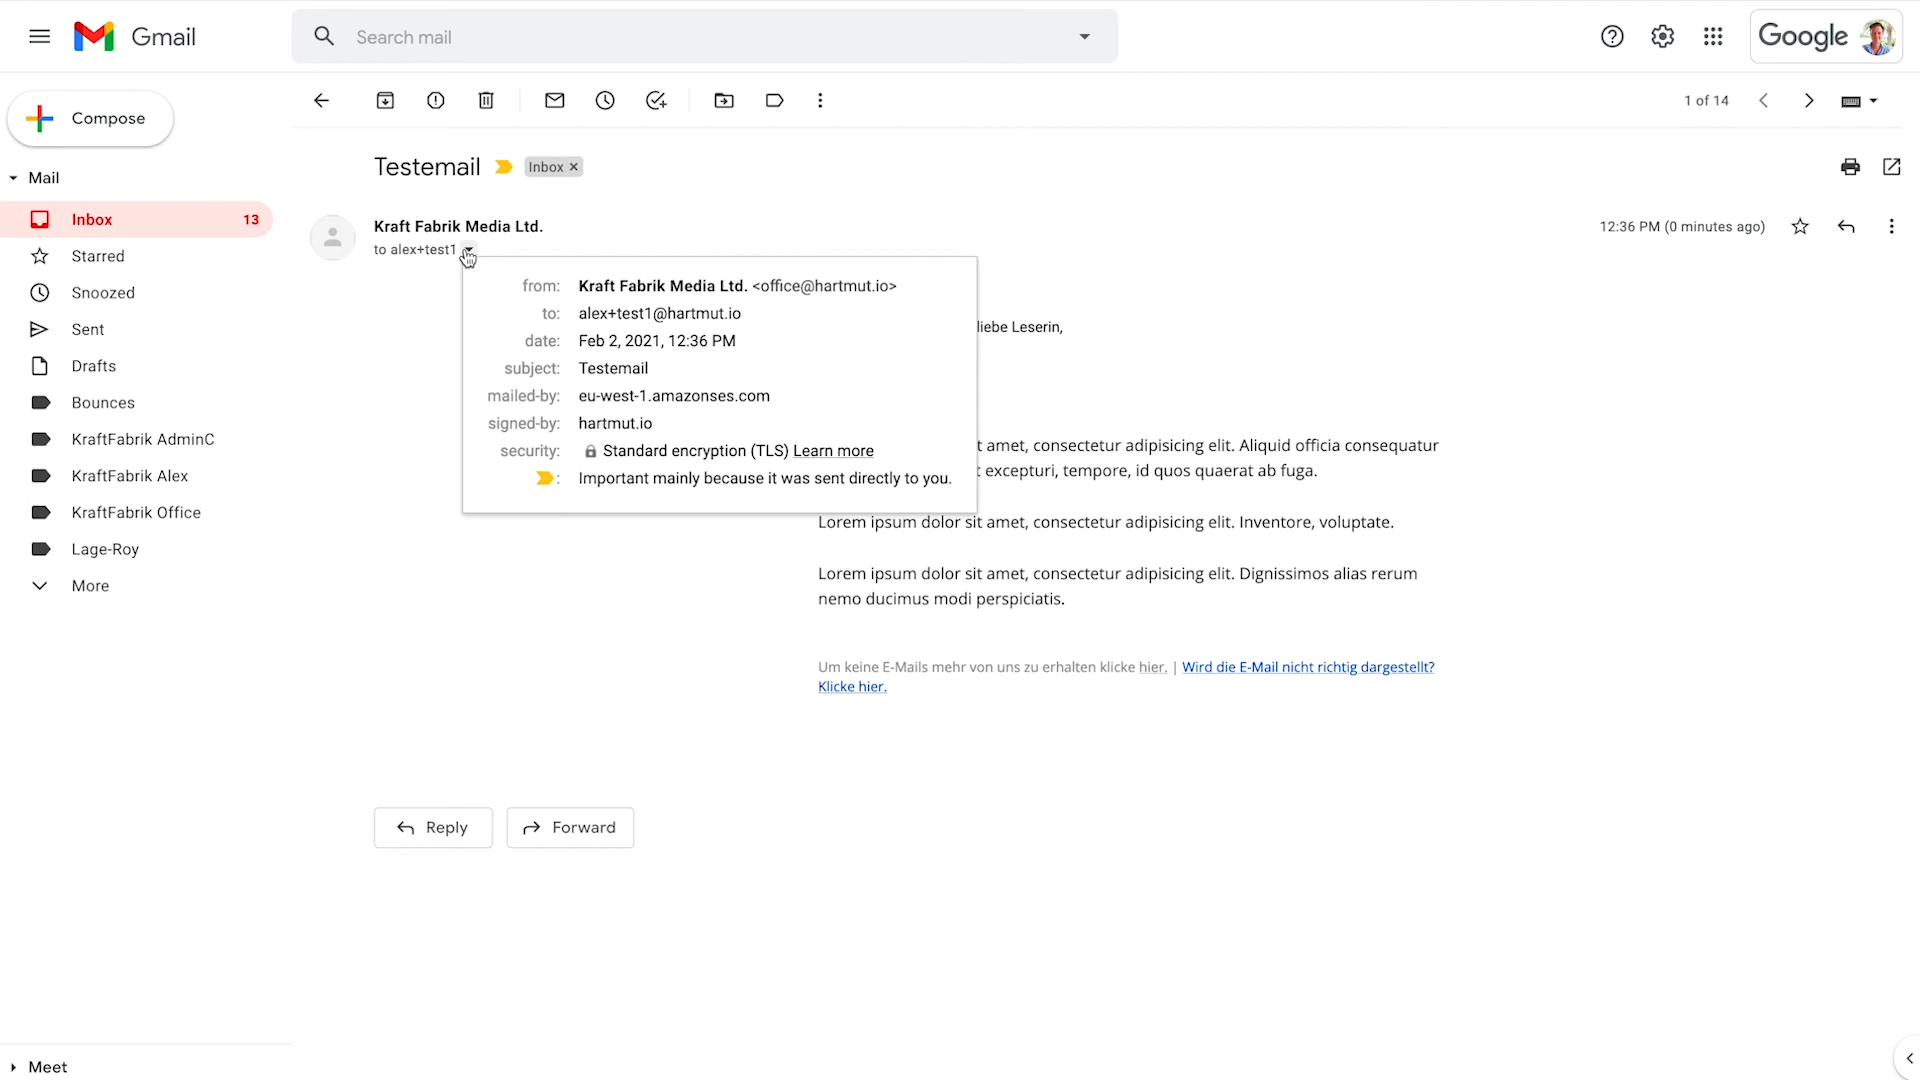 Gmail
Search mail
Google
Compose
1 of 14
Mail
Testemail
Inbox ×
Inbox 13
Kraft Fabrik Media Ltd.
12:36 PM (0 minutes ago)
to alex+test1
Starred
Snoozed
Sent
Drafts
Bounces
KraftFabrik AdminC
KraftFabrik Alex
KraftFabrik Office
Lage-Roy
More
from: Kraft Fabrik Media Ltd. <office@hartmut.io>
to: alex+test1@hartmut.io
date: Feb 2, 2021, 12:36 PM
subject: Testemail
mailed-by: eu-west-1.amazonses.com
signed-by: hartmut.io
security: Standard encryption (TLS) Learn more
: Important mainly because it was sent directly to you.
liebe Leserin,
t amet, consectetur adipisicing elit. Aliquid officia consequatur
t excepturi, tempore, id quos quaerat ab fuga.
Lorem ipsum dolor sit amet, consectetur adipisicing elit. Inventore, voluptate.
Lorem ipsum dolor sit amet, consectetur adipisicing elit. Dignissimos alias rerum
nemo ducimus modi perspiciatis.
Um keine E-Mails mehr von uns zu erhalten klicke hier. | Wird die E-Mail nicht richtig dargestellt?
Klicke hier.
Reply
Forward
Meet